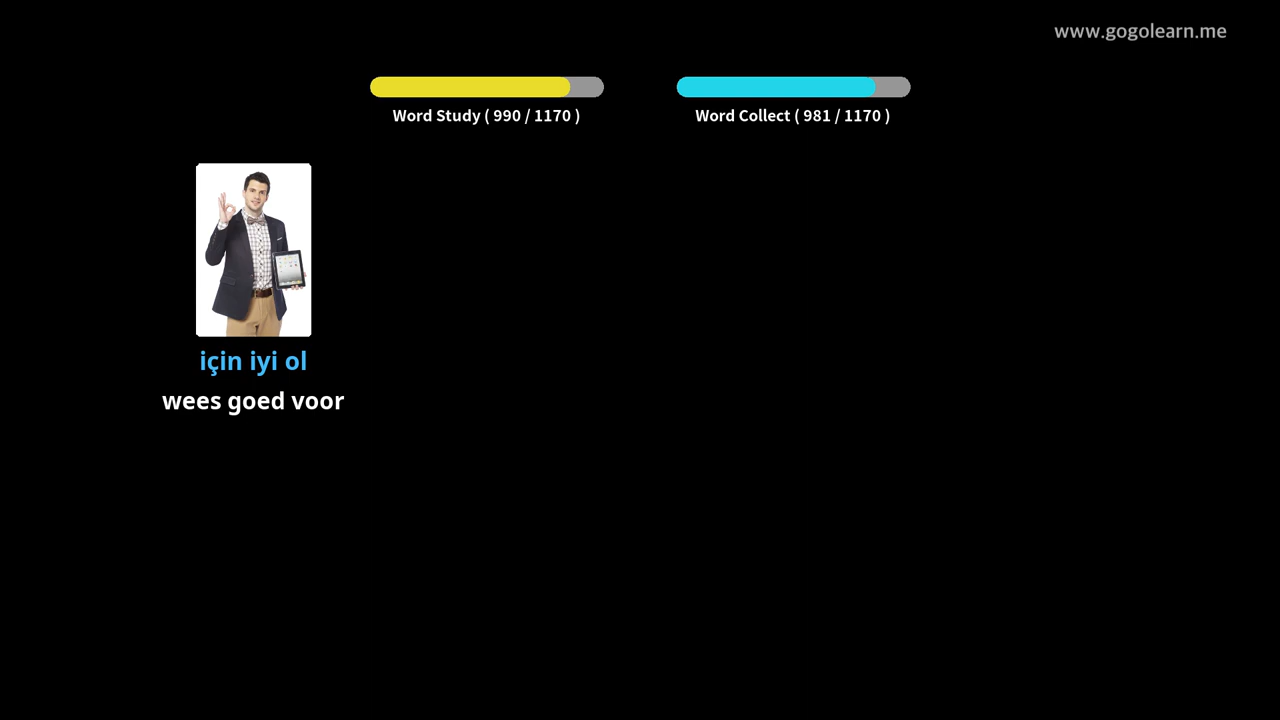 www.gogolearn.me
Word Study ( 990 / 1170 )
Word Collect ( 981 / 1170 )
için iyi ol
wees goed voor